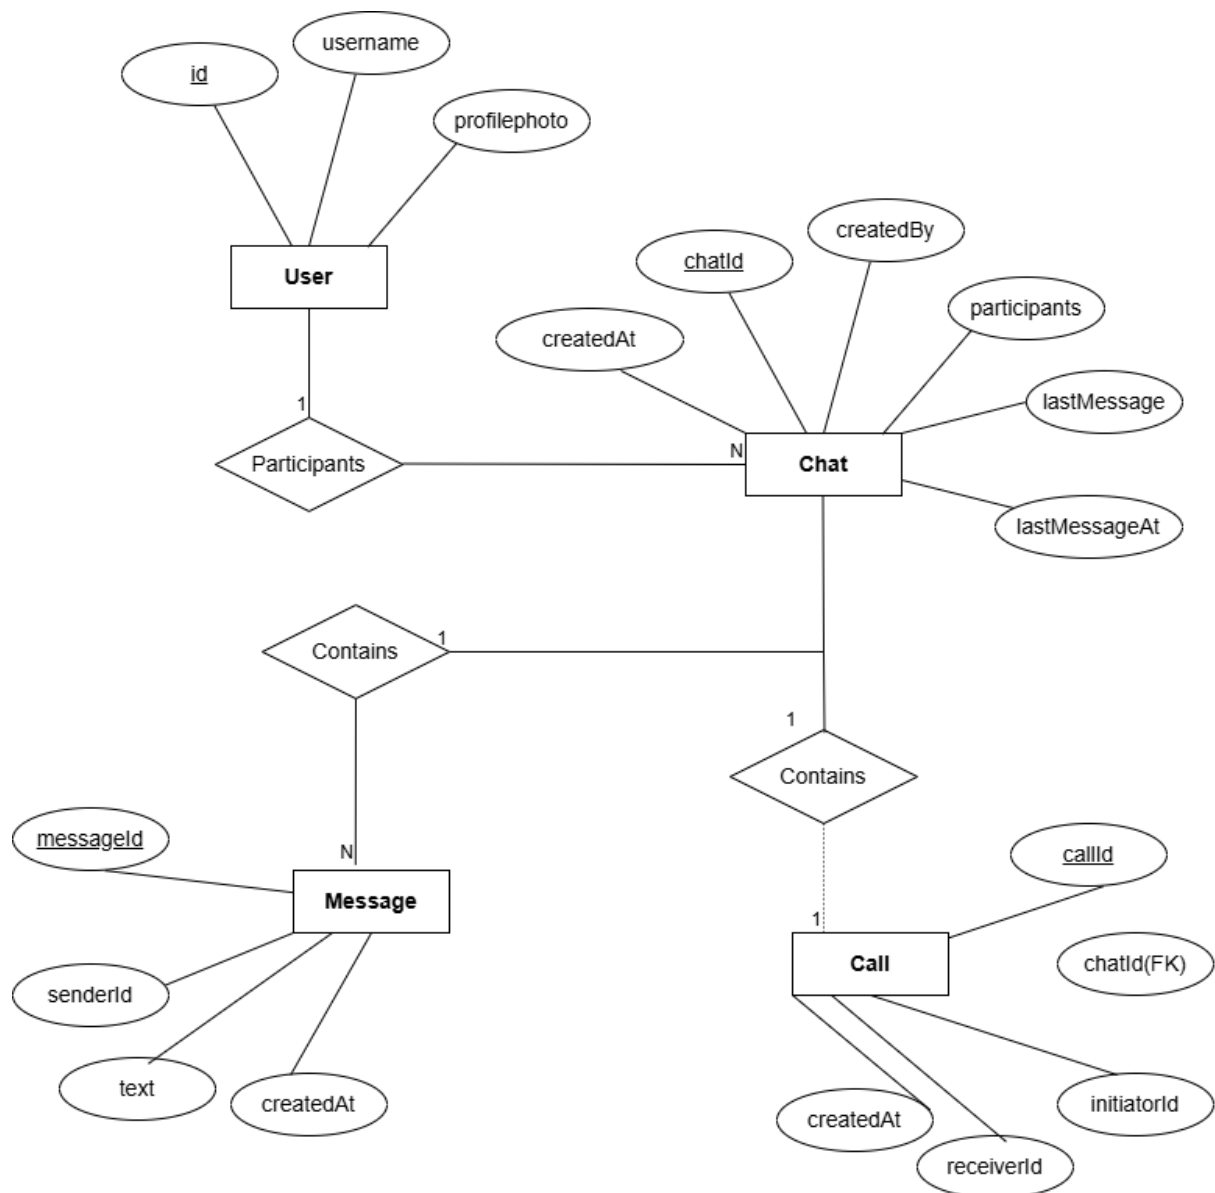 username
id
profilephoto
createdBy
chatId
User
participants
createdAt
lastMessage
1
N
Chat
Participants
lastMessageAt
1
Contains
1
Contains
messageId
N
callId
Message
1
Call
chatId(FK)
senderId
text
createdAt
initiatorId
createdAt
receiverId